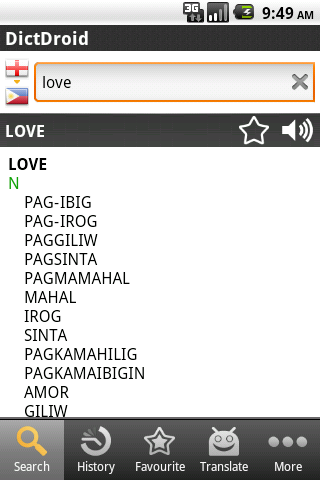 3G 9:49 AM
DictDroid
love
LOVE
LOVE
N
PAG-IBIG
PAG-IROG
PAGGILIW
PAGSINTA
PAGMAMAHAL
MAHAL
IROG
SINTA
PAGKAMAHILIG
PAGKAMAIBIGIN
AMOR
GILIW
Search History Favourite Translate More